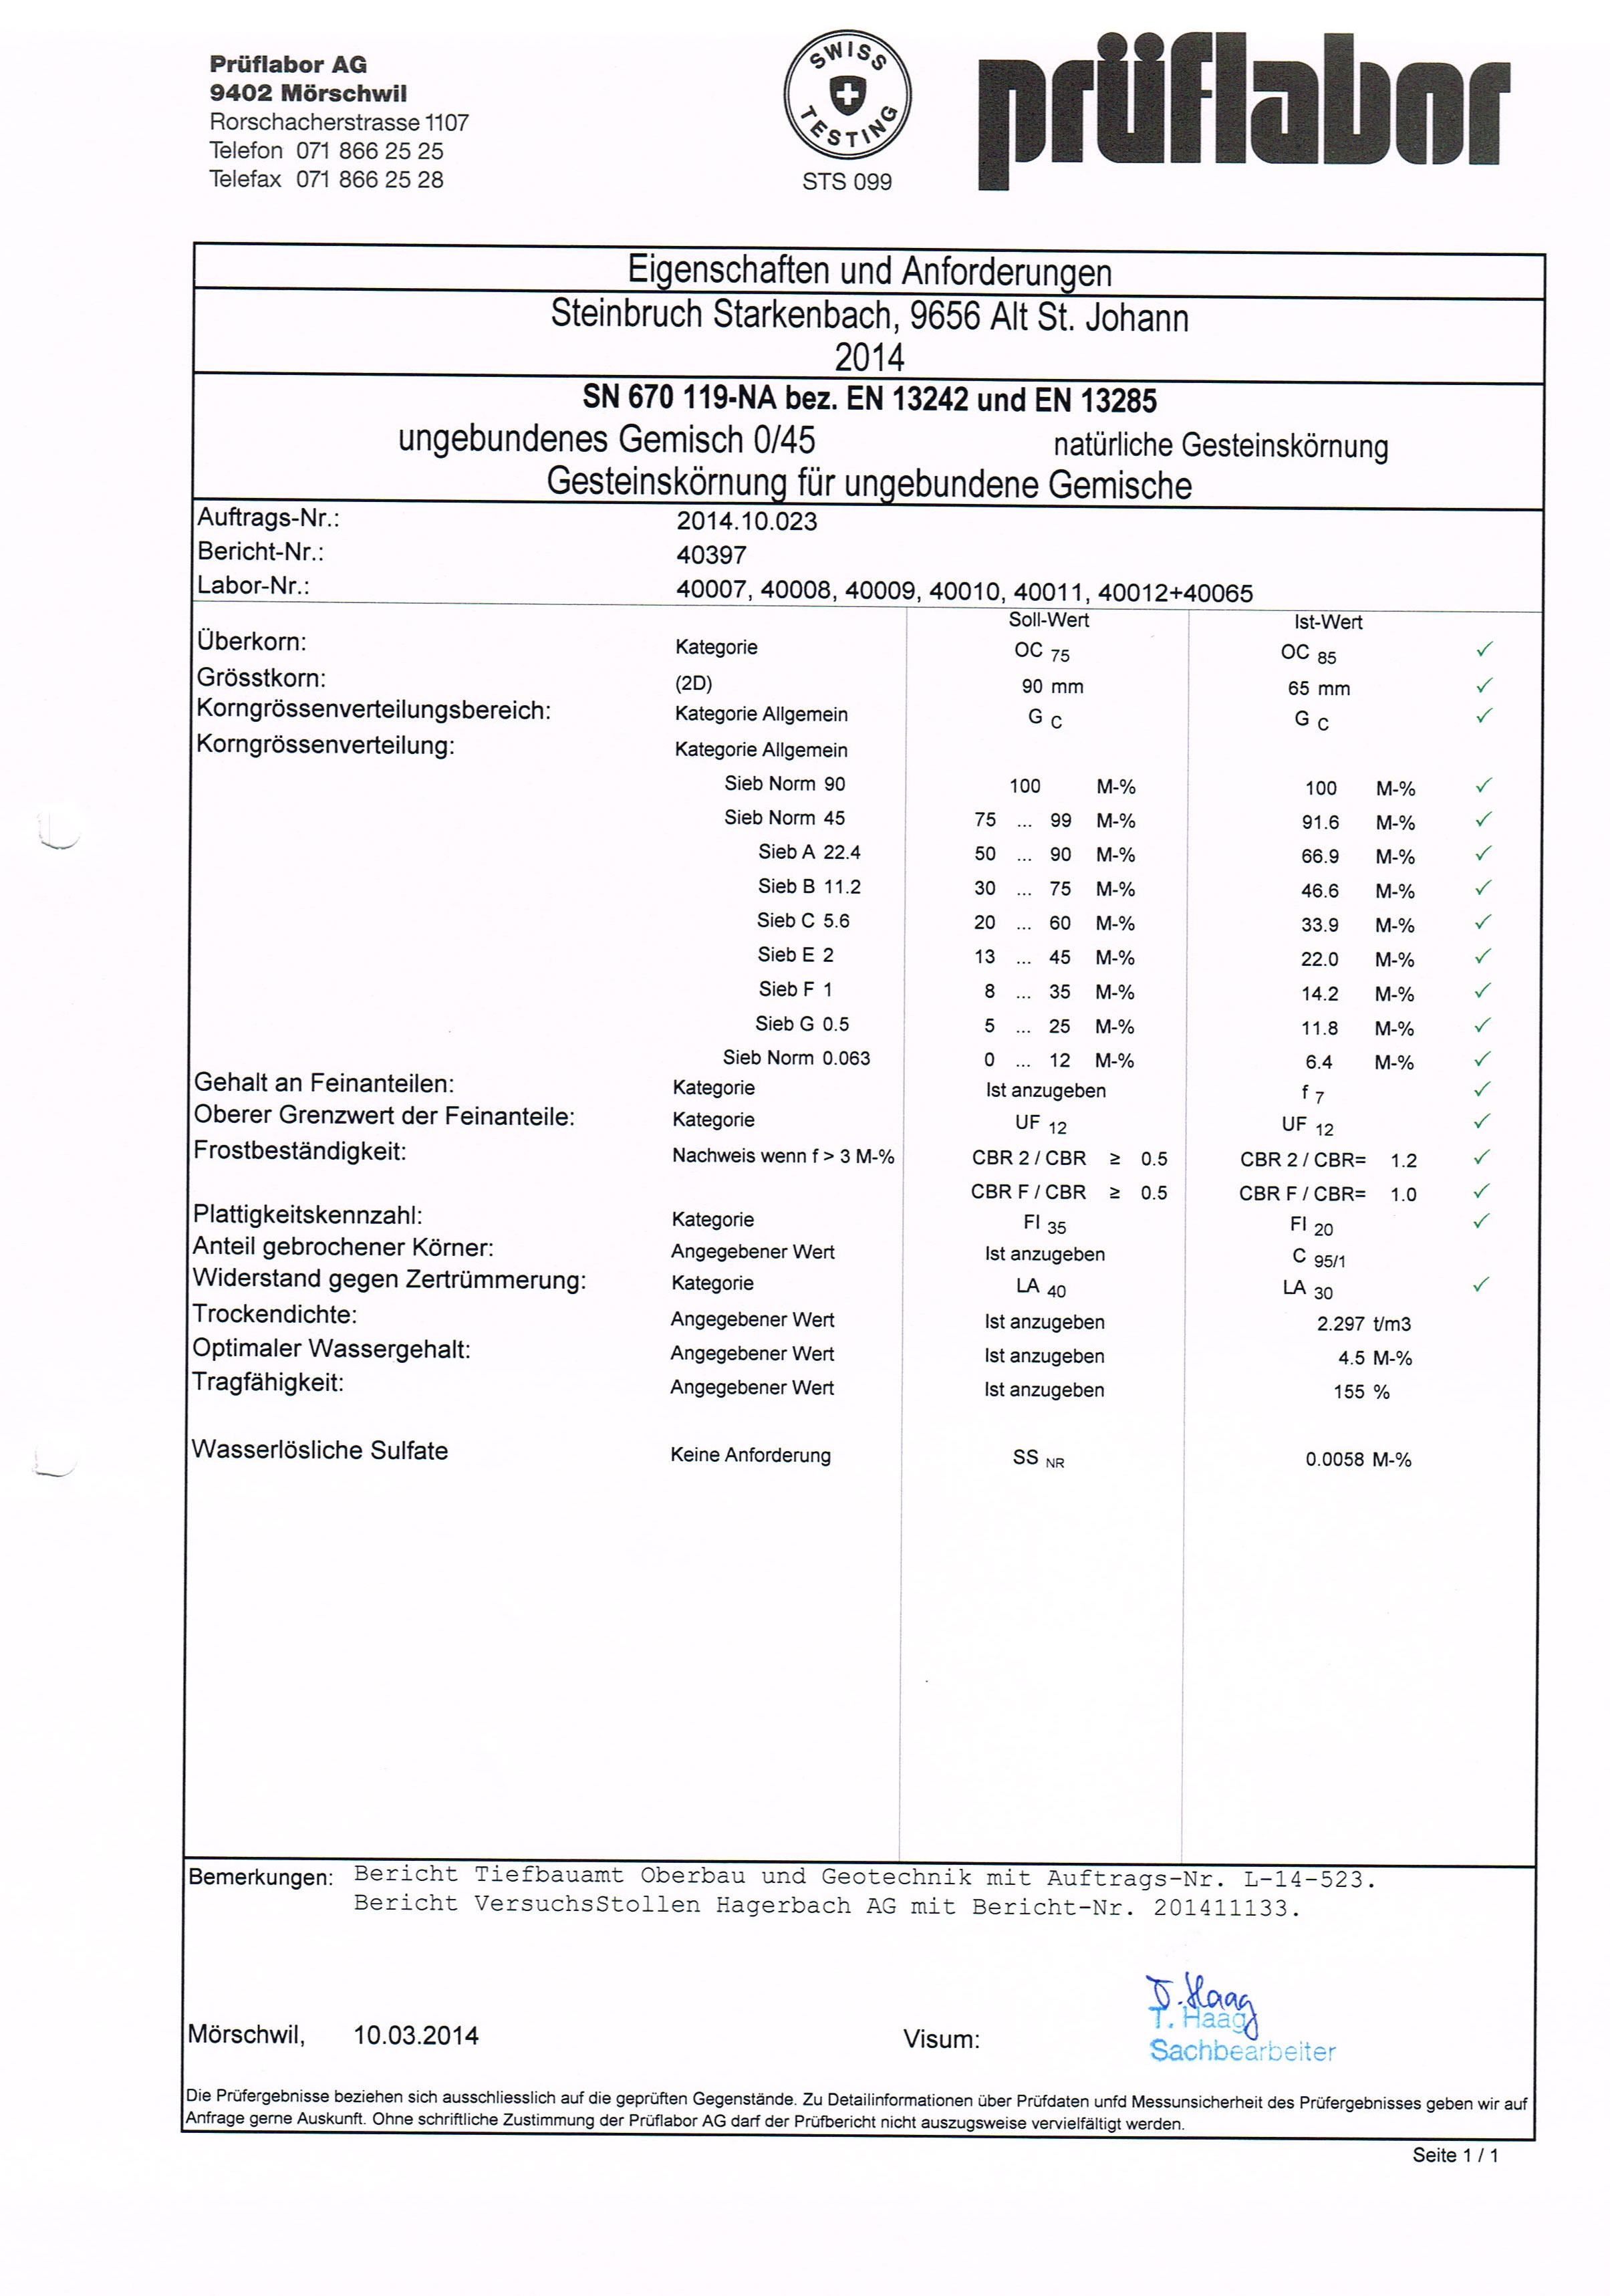 Prüflabor AG
9402 Mörschwil
Rorschacherstrasse 1107
Telefon 071 866 25 25
Telefax 071 866 25 28
SWISS TESTING
STS 099
prüflabor
Eigenschaften und Anforderungen
Steinbruch Starkenbach, 9656 Alt St. Johann
2014
SN 670 119-NA bez. EN 13242 und EN 13285
ungebundenes Gemisch 0/45 natürliche Gesteinskörnung
Gesteinskörnung für ungebundene Gemische
Auftrags-Nr.: 2014.10.023
Bericht-Nr.: 40397
Labor-Nr.: 40007, 40008, 40009, 40010, 40011, 40012+40065
Soll-Wert Ist-Wert
Überkorn: Kategorie OC 75 OC 85 ✓
Grösstkorn: (2D) 90 mm 65 mm ✓
Korngrössenverteilungsbereich: Kategorie Allgemein G C G C ✓
Korngrössenverteilung: Kategorie Allgemein
Sieb Norm 90 100 M-% 100 M-% ✓
Sieb Norm 45 75 ... 99 M-% 91.6 M-% ✓
Sieb A 22.4 50 ... 90 M-% 66.9 M-% ✓
Sieb B 11.2 30 ... 75 M-% 46.6 M-% ✓
Sieb C 5.6 20 ... 60 M-% 33.9 M-% ✓
Sieb E 2 13 ... 45 M-% 22.0 M-% ✓
Sieb F 1 8 ... 35 M-% 14.2 M-% ✓
Sieb G 0.5 5 ... 25 M-% 11.8 M-% ✓
Sieb Norm 0.063 0 ... 12 M-% 6.4 M-% ✓
Gehalt an Feinanteilen: Kategorie Ist anzugeben f 7 ✓
Oberer Grenzwert der Feinanteile: Kategorie UF 12 UF 12 ✓
Frostbeständigkeit: Nachweis wenn f > 3 M-% CBR 2 / CBR ≥ 0.5 CBR 2 / CBR= 1.2 ✓
CBR F / CBR ≥ 0.5 CBR F / CBR= 1.0 ✓
Plattigkeitskennzahl: Kategorie FI 35 FI 20 ✓
Anteil gebrochener Körner: Angegebener Wert Ist anzugeben C 95/1
Widerstand gegen Zertrümmerung: Kategorie LA 40 LA 30 ✓
Trockendichte: Angegebener Wert Ist anzugeben 2.297 t/m3
Optimaler Wassergehalt: Angegebener Wert Ist anzugeben 4.5 M-%
Tragfähigkeit: Angegebener Wert Ist anzugeben 155 %
Wasserlösliche Sulfate Keine Anforderung SS NR 0.0058 M-%
Bemerkungen: Bericht Tiefbauamt Oberbau und Geotechnik mit Auftrags-Nr. L-14-523.
Bericht VersuchsStollen Hagerbach AG mit Bericht-Nr. 201411133.
T. Haag
T. Haag
Mörschwil, 10.03.2014 Visum:
Sachbearbeiter
Die Prüfergebnisse beziehen sich ausschliesslich auf die geprüften Gegenstände. Zu Detailinformationen über Prüfdaten unfd Messunsicherheit des Prüfergebnisses geben wir auf
Anfrage gerne Auskunft. Ohne schriftliche Zustimmung der Prüflabor AG darf der Prüfbericht nicht auszugsweise vervielfältigt werden.
Seite 1 / 1